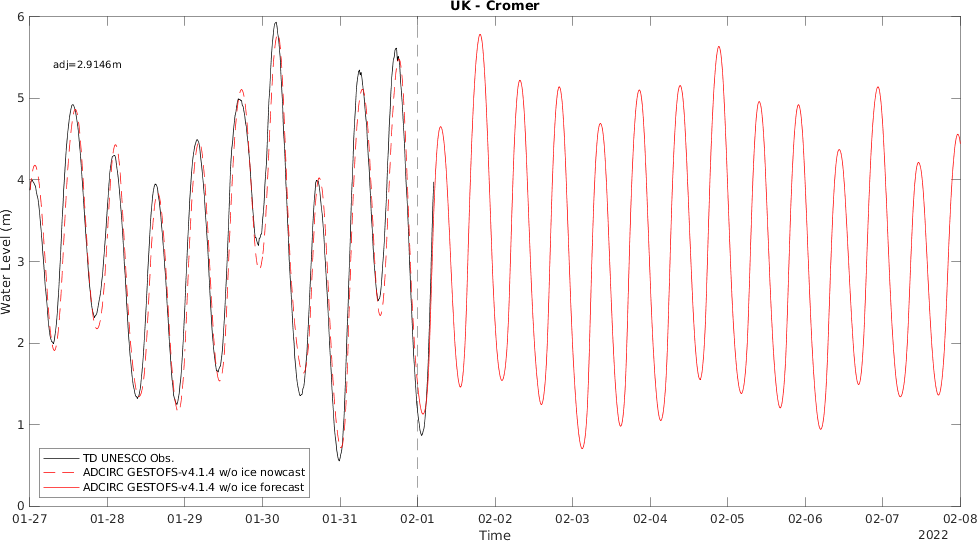 UK - Cromer
adj=2.9146m
Water Level (m)
6
5
4
3
2
1
0
TD UNESCO Obs.
ADCIRC GESTOFS-v4.1.4 w/o ice nowcast
ADCIRC GESTOFS-v4.1.4 w/o ice forecast
01-27 01-28 01-29 01-30 01-31 02-01 02-02 02-03 02-04 02-05 02-06 02-07 02-08
Time
2022